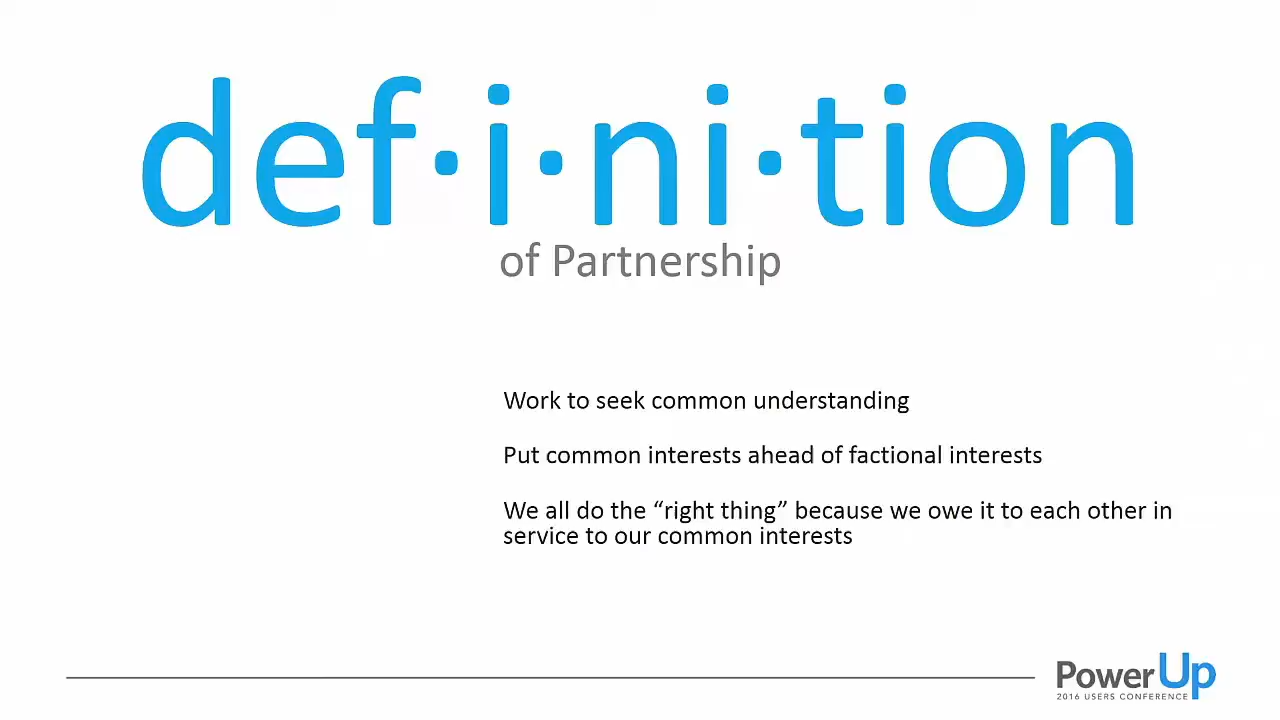 def·i·ni·tion
of Partnership
Work to seek common understanding
Put common interests ahead of factional interests
We all do the “right thing” because we owe it to each other in
service to our common interests
PowerUp
2016 USERS CONFERENCE